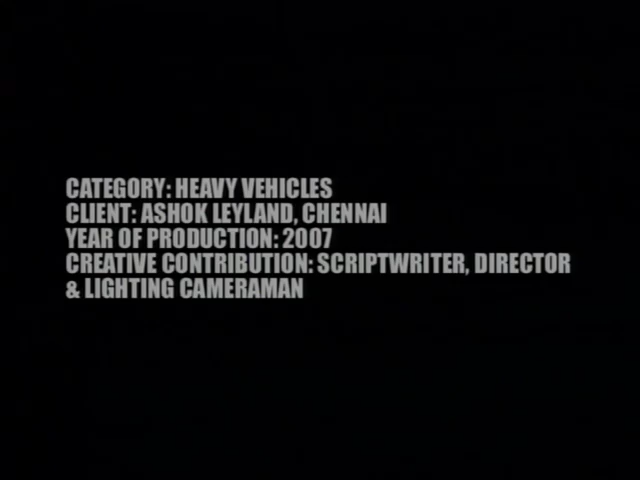 CATEGORY: HEAVY VEHICLES
CLIENT: ASHOK LEYLAND, CHENNAI
YEAR OF PRODUCTION: 2007
CREATIVE CONTRIBUTION: SCRIPTWRITER, DIRECTOR
& LIGHTING CAMERAMAN